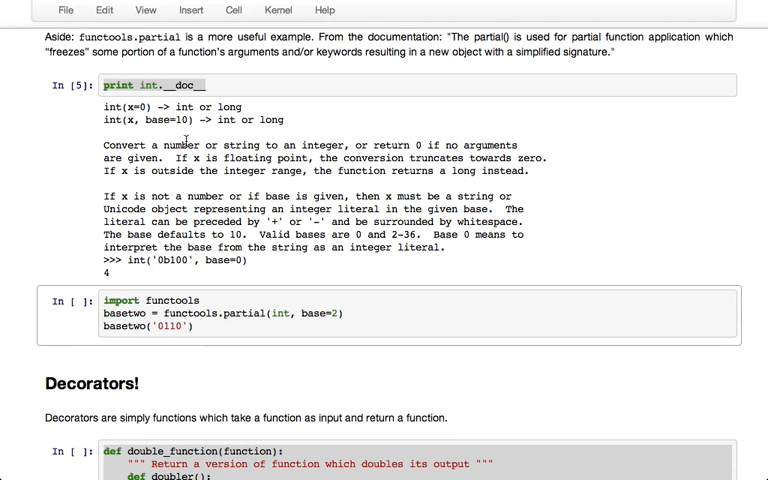 File Edit View Insert Cell Kernel Help
Aside: functools.partial is a more useful example. From the documentation: "The partial() is used for partial function application which
“freezes” some portion of a function’s arguments and/or keywords resulting in a new object with a simplified signature."
In [5]: print int.__doc__
int(x=0) -> int or long
int(x, base=10) -> int or long
Convert a number or string to an integer, or return 0 if no arguments
are given.  If x is floating point, the conversion truncates towards zero.
If x is outside the integer range, the function returns a long instead.
If x is not a number or if base is given, then x must be a string or
Unicode object representing an integer literal in the given base.  The
literal can be preceded by '+' or '-' and be surrounded by whitespace.
The base defaults to 10.  Valid bases are 0 and 2-36.  Base 0 means to
interpret the base from the string as an integer literal.
>>> int('0b100', base=0)
4
In [ ]: import functools
basetwo = functools.partial(int, base=2)
basetwo('0110')
Decorators!
Decorators are simply functions which take a function as input and return a function.
In [ ]: def double_function(function):
""" Return a version of function which doubles its output """
def doubler():